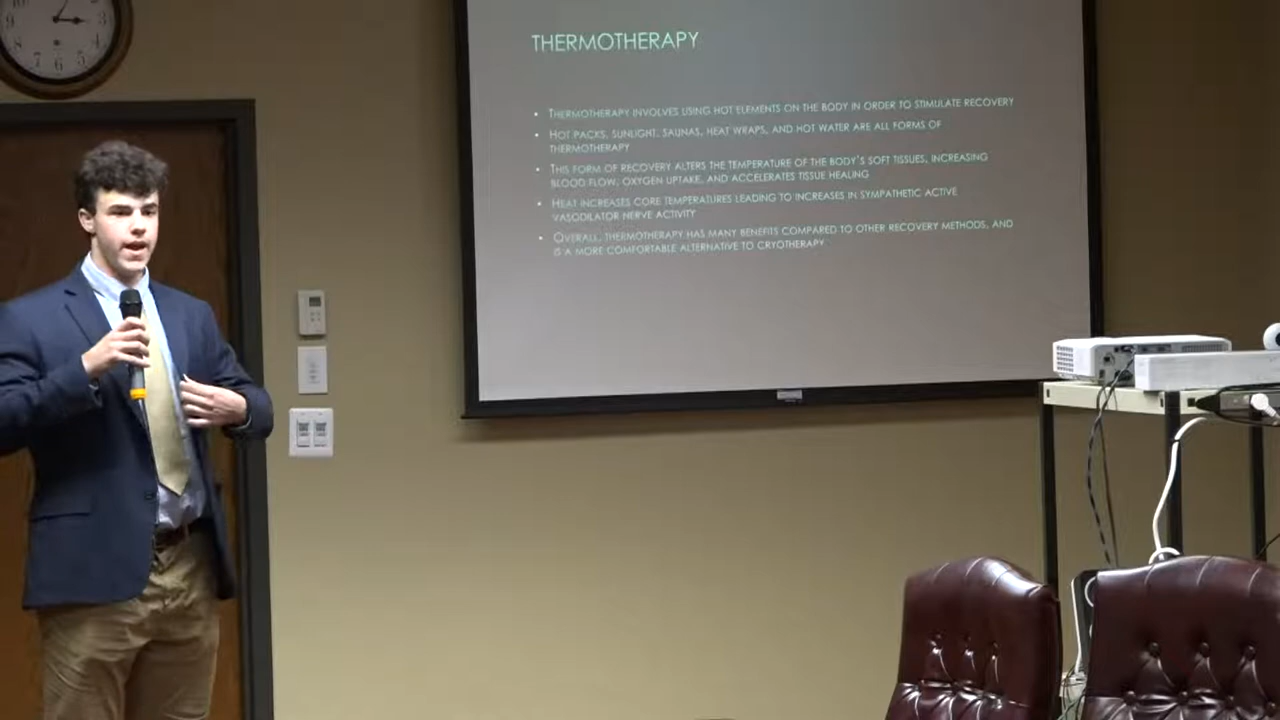 THERMOTHERAPY
• THERMOTHERAPY INVOLVES USING HOT ELEMENTS ON THE BODY IN ORDER TO STIMULATE RECOVERY
• HOT PACKS, SUNLIGHT, SAUNAS, HEAT WRAPS, AND HOT WATER ARE ALL FORMS OF
THERMOTHERAPY
• THIS FORM OF RECOVERY ALTERS THE TEMPERATURE OF THE BODY'S SOFT TISSUES, INCREASING
BLOOD FLOW, OXYGEN UPTAKE, AND ACCELERATES TISSUE HEALING
• HEAT INCREASES CORE TEMPERATURES LEADING TO INCREASES IN SYMPATHETIC ACTIVE
VASODILATOR NERVE ACTIVITY
• OVERALL, THERMOTHERAPY HAS MANY BENEFITS COMPARED TO OTHER RECOVERY METHODS, AND
IS A MORE COMFORTABLE ALTERNATIVE TO CRYOTHERAPY